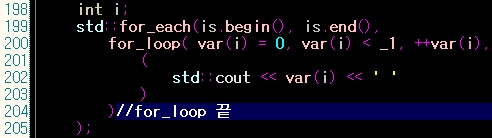 198 int i;
199 std::for_each(is.begin(), is.end(),
200 for_loop( var(i) = 0, var(i) < _1, ++var(i),
201 (
202 std::cout << var(i) << ' '
203 )
204 )//for_loop 끝
205 );